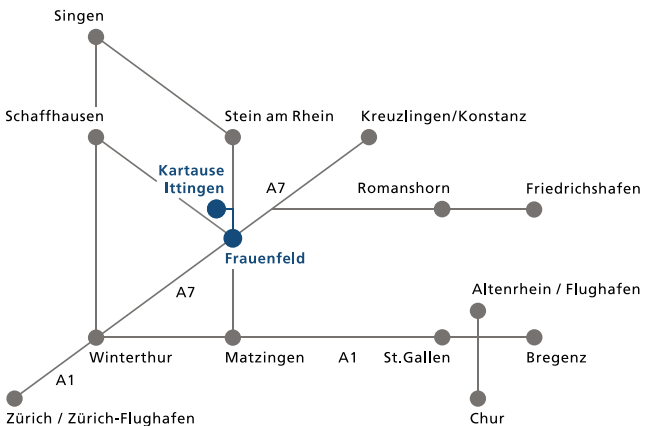 Singen
Schaffhausen
Stein am Rhein
Kreuzlingen/Konstanz
Kartause
Ittingen
A7
Romanshorn
Friedrichshafen
Frauenfeld
A7
Altenrhein / Flughafen
Winterthur
Matzingen
A1
St.Gallen
Bregenz
A1
Zürich / Zürich-Flughafen
Chur